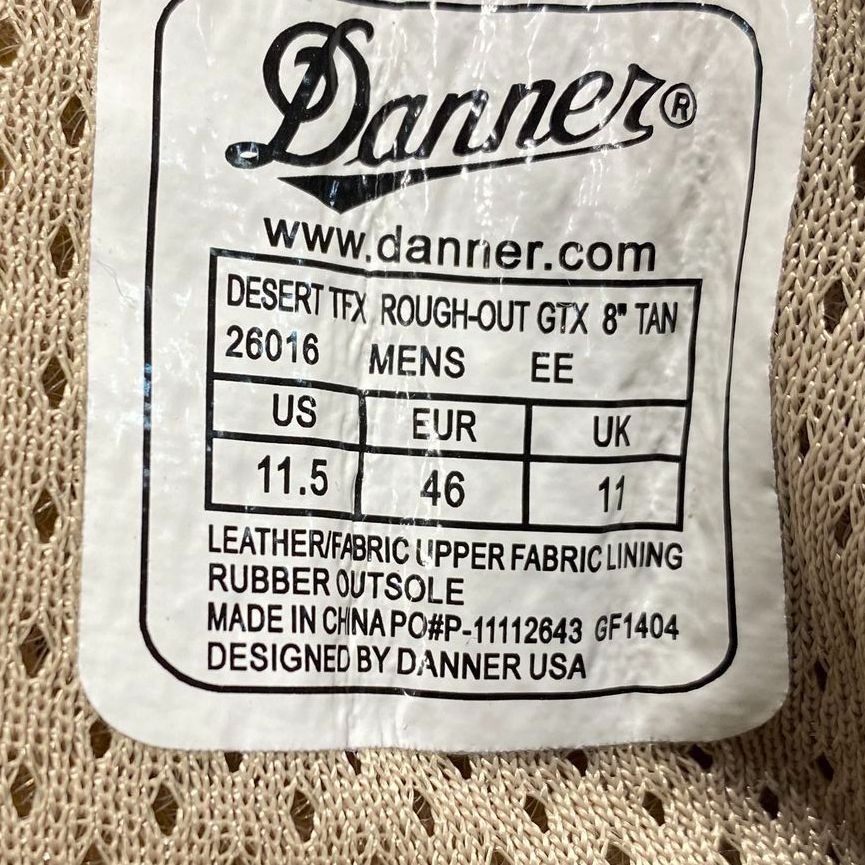 Danner®
www.danner.com
DESERT TFX ROUGH-OUT GTX 8" TAN
26016 MENS EE
US EUR UK
11.5 46 11
LEATHER/FABRIC UPPER FABRIC LINING
RUBBER OUTSOLE
MADE IN CHINA PO#P-11112643 GF1404
DESIGNED BY DANNER USA